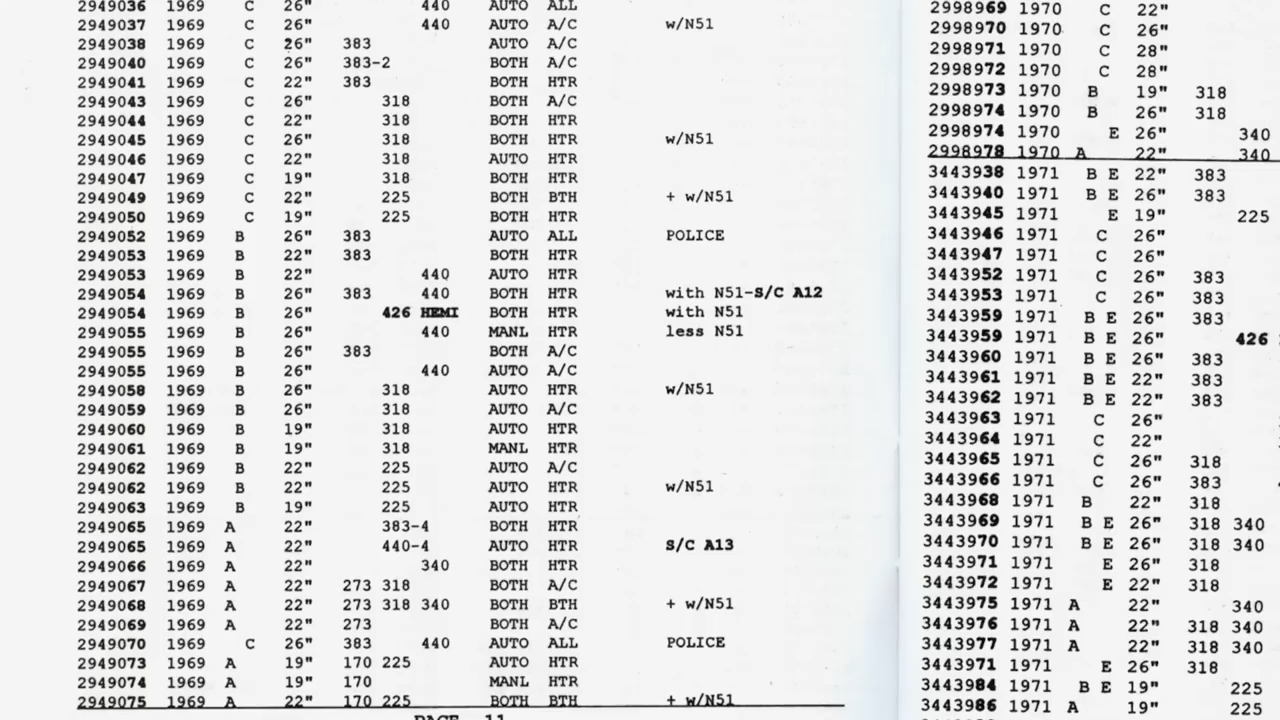 2949036 1969 C 26" 440 AUTO ALL
2949037 1969 C 26" 440 AUTO A/C w/N51
2949038 1969 C 26" 383 AUTO A/C
2949040 1969 C 26" 383-2 BOTH A/C
2949041 1969 C 22" 383 BOTH HTR
2949043 1969 C 26" 318 BOTH A/C
2949044 1969 C 22" 318 BOTH HTR
2949045 1969 C 26" 318 BOTH HTR w/N51
2949046 1969 C 22" 318 AUTO HTR
2949047 1969 C 19" 318 BOTH HTR
2949049 1969 C 22" 225 BOTH BTH + w/N51
2949050 1969 C 19" 225 BOTH HTR
2949052 1969 B 26" 383 AUTO ALL POLICE
2949053 1969 B 22" 383 BOTH HTR
2949053 1969 B 22" 440 AUTO HTR
2949054 1969 B 26" 383 440 BOTH HTR with N51-S/C A12
2949054 1969 B 26" 426 HEMI BOTH HTR with N51
2949055 1969 B 26" 440 MANL HTR less N51
2949055 1969 B 26" 383 BOTH A/C
2949055 1969 B 26" 440 AUTO A/C
2949058 1969 B 26" 318 AUTO HTR w/N51
2949059 1969 B 26" 318 AUTO A/C
2949060 1969 B 19" 318 AUTO HTR
2949061 1969 B 19" 318 MANL HTR
2949062 1969 B 22" 225 AUTO A/C
2949062 1969 B 22" 225 AUTO HTR w/N51
2949063 1969 B 19" 225 AUTO HTR
2949065 1969 A 22" 383-4 BOTH HTR
2949065 1969 A 22" 440-4 AUTO HTR S/C A13
2949066 1969 A 22" 340 BOTH HTR
2949067 1969 A 22" 273 318 BOTH A/C
2949068 1969 A 22" 273 318 340 BOTH BTH + w/N51
2949069 1969 A 22" 273 BOTH A/C
2949070 1969 C 26" 383 440 AUTO ALL POLICE
2949073 1969 A 19" 170 225 AUTO HTR
2949074 1969 A 19" 170 MANL HTR
2949075 1969 A 22" 170 225 BOTH BTH + w/N51
PAGE 11
2998969 1970 C 22"
2998970 1970 C 26"
2998971 1970 C 28"
2998972 1970 C 28"
2998973 1970 B 19" 318
2998974 1970 B 26" 318
2998974 1970 E 26" 340
2998978 1970 A 22" 340
3443938 1971 B E 22" 383
3443940 1971 B E 26" 383
3443945 1971 E 19" 225
3443946 1971 C 26"
3443947 1971 C 26"
3443952 1971 C 26" 383
3443953 1971 C 26" 383
3443959 1971 B E 26" 383
3443959 1971 B E 26" 426
3443960 1971 B E 26" 383
3443961 1971 B E 22" 383
3443962 1971 B E 22" 383
3443963 1971 C 26"
3443964 1971 C 22"
3443965 1971 C 26" 318
3443966 1971 C 26" 383
3443968 1971 B 22" 318
3443969 1971 B E 26" 318 340
3443970 1971 B E 26" 318 340
3443971 1971 E 26" 318
3443972 1971 E 22" 318
3443975 1971 A 22" 340
3443976 1971 A 22" 318 340
3443977 1971 A 22" 318 340
3443971 1971 E 26" 318
3443984 1971 B E 19" 225
3443986 1971 A 19" 225